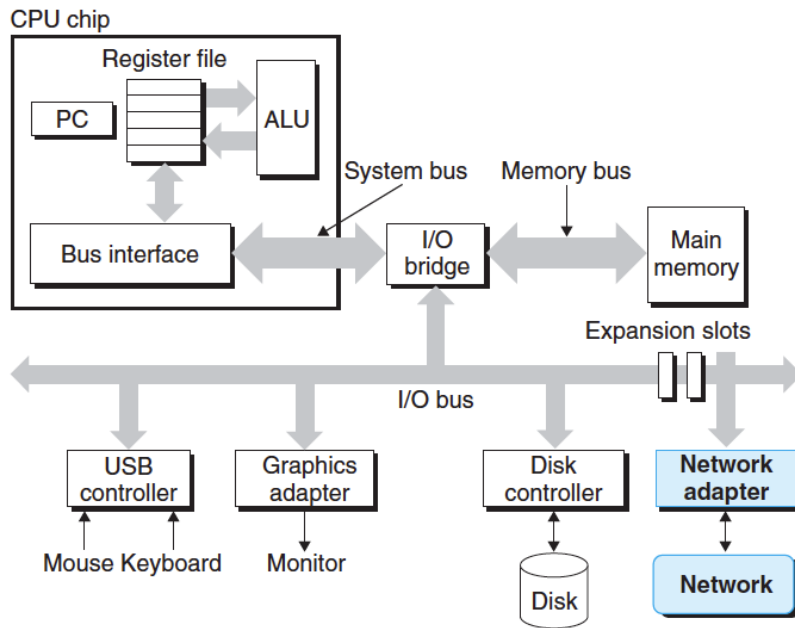 CPU chip
Register file
PC
ALU
System bus
Memory bus
Bus interface
I/O
bridge
Main
memory
Expansion slots
I/O bus
USB
controller
Graphics
adapter
Disk
controller
Network
adapter
Mouse Keyboard
Monitor
Disk
Network